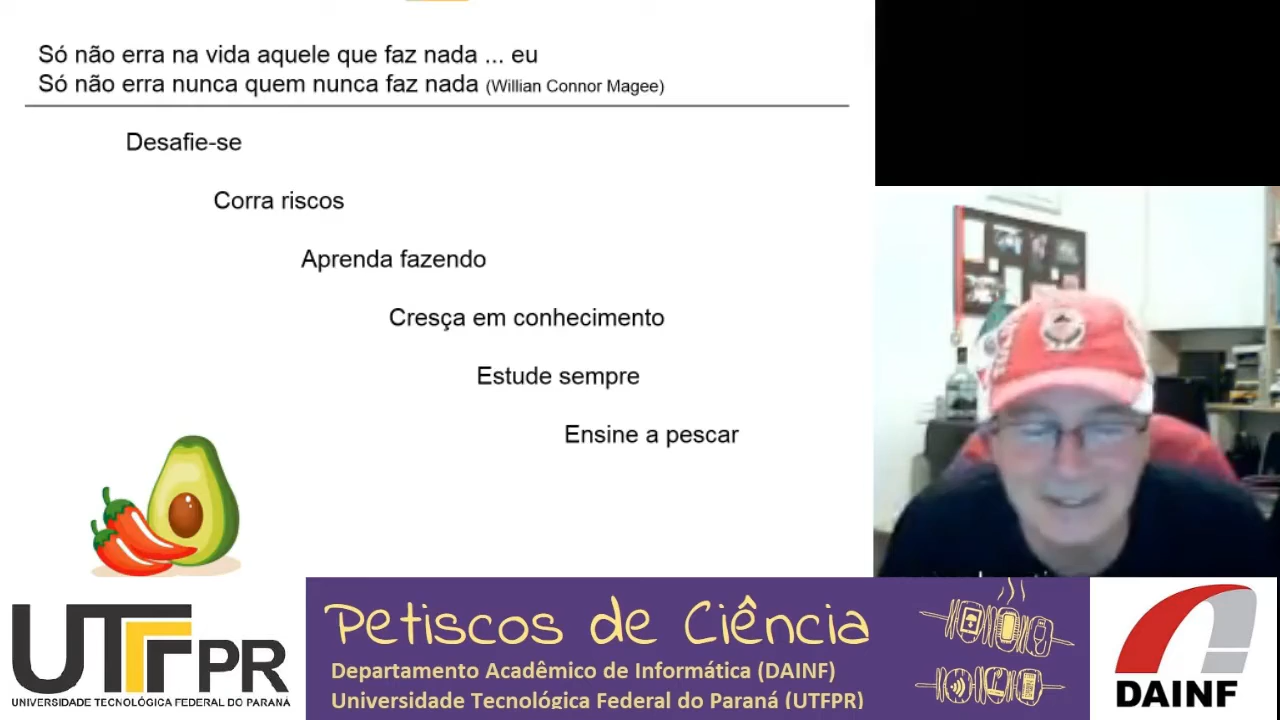 Só não erra na vida aquele que faz nada ... eu
Só não erra nunca quem nunca faz nada (Willian Connor Magee)
Desafie-se
Corra riscos
Aprenda fazendo
Cresça em conhecimento
Estude sempre
Ensine a pescar
UTFPR
UNIVERSIDADE TECNOLÓGICA FEDERAL DO PARANÁ
Petiscos de Ciência
Departamento Acadêmico de Informática (DAINF)
Universidade Tecnológica Federal do Paraná (UTFPR)
DAINF